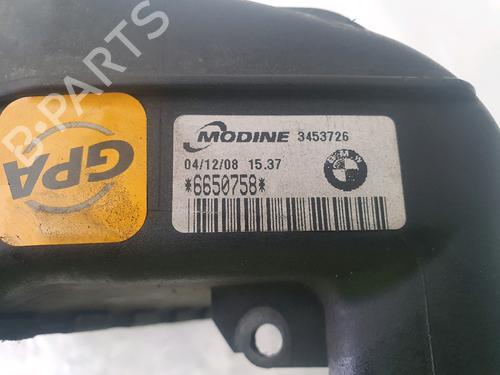 B-PARTS
GPA
MODINE 3453726
BMW
04/12/08 15.37
*6650758*